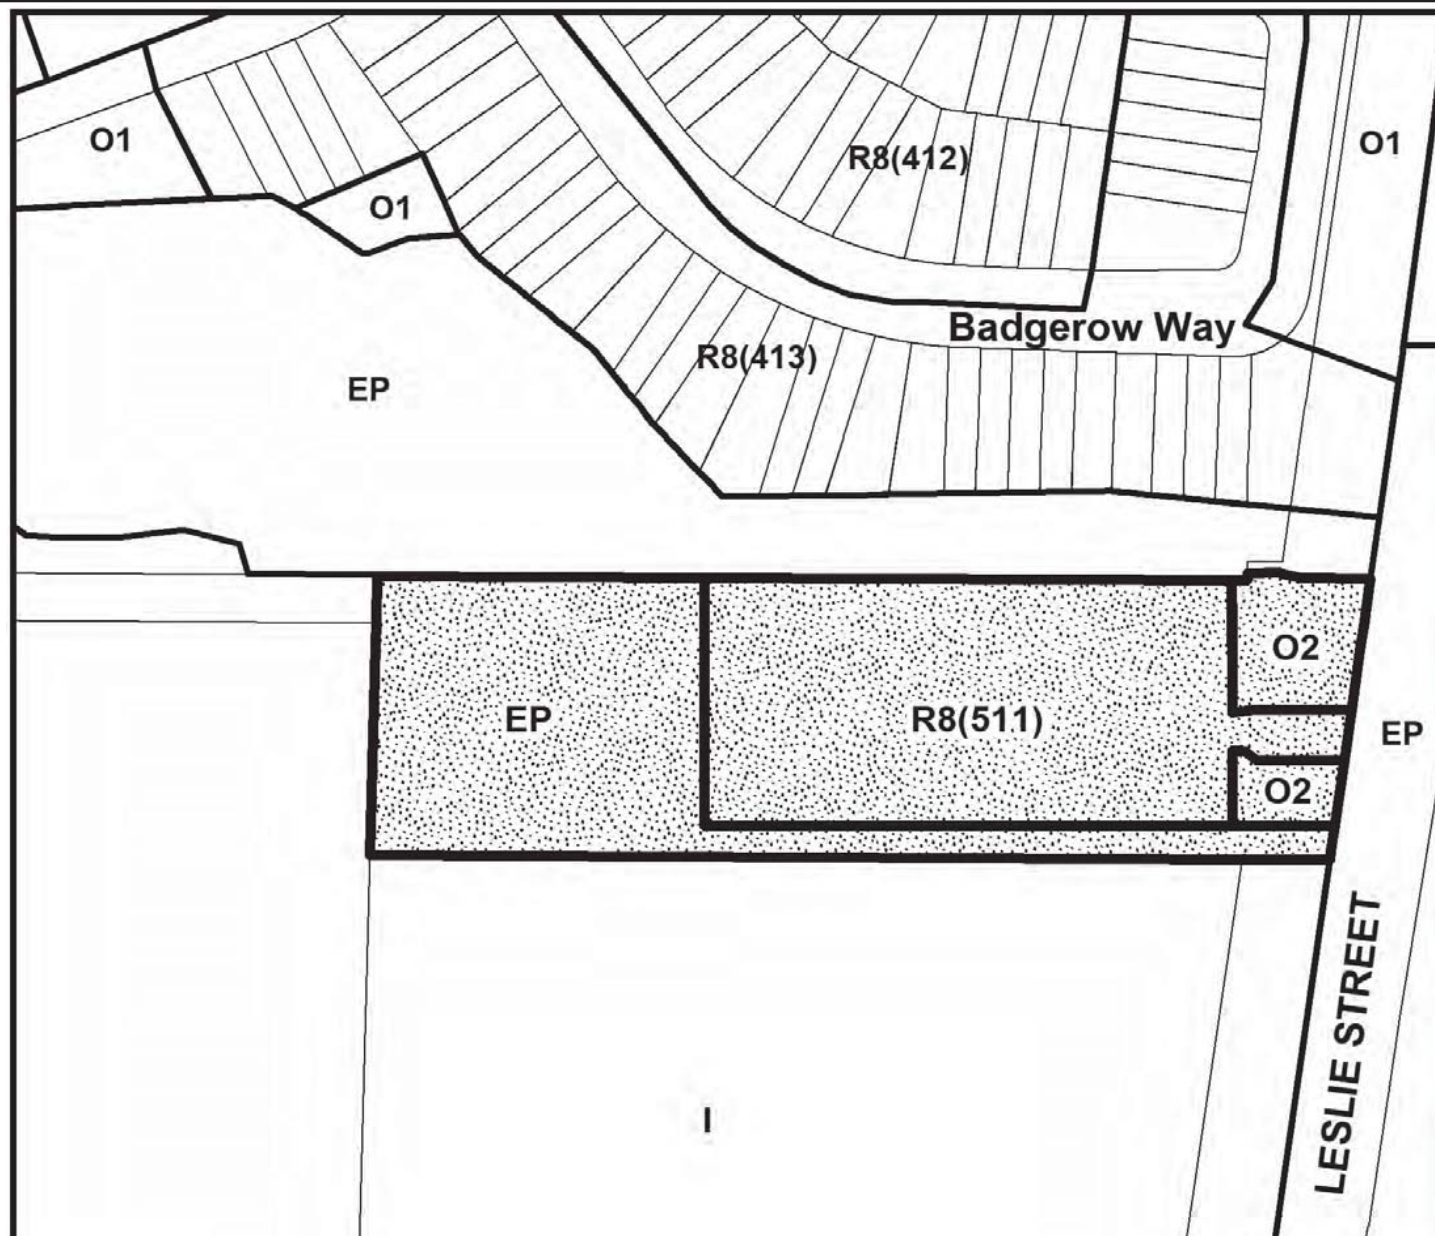 O1
R8(412)
O1
O1
Badgerow Way
R8(413)
EP
O2
EP
R8(511)
EP
O2
LESLIE STREET
I